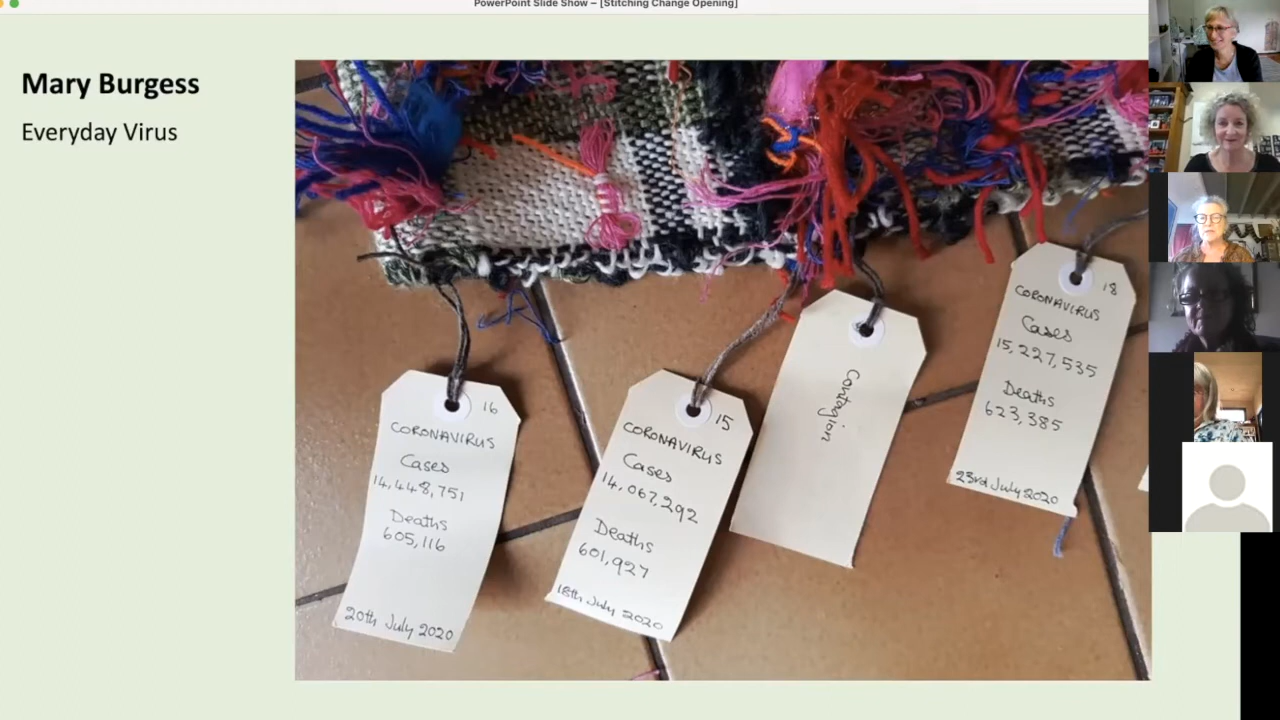 PowerPoint Slide Show – [Stitching Change Opening]
Mary Burgess
Everyday Virus
16
CORONAVIRUS
Cases
14,448,751
Deaths
605,116
20th July 2020
15
CORONAVIRUS
Cases
14,067,292
Deaths
601,927
18th July 2020
Contagion
18
CORONAVIRUS
Cases
15,227,535
Deaths
623,385
23rd July 2020